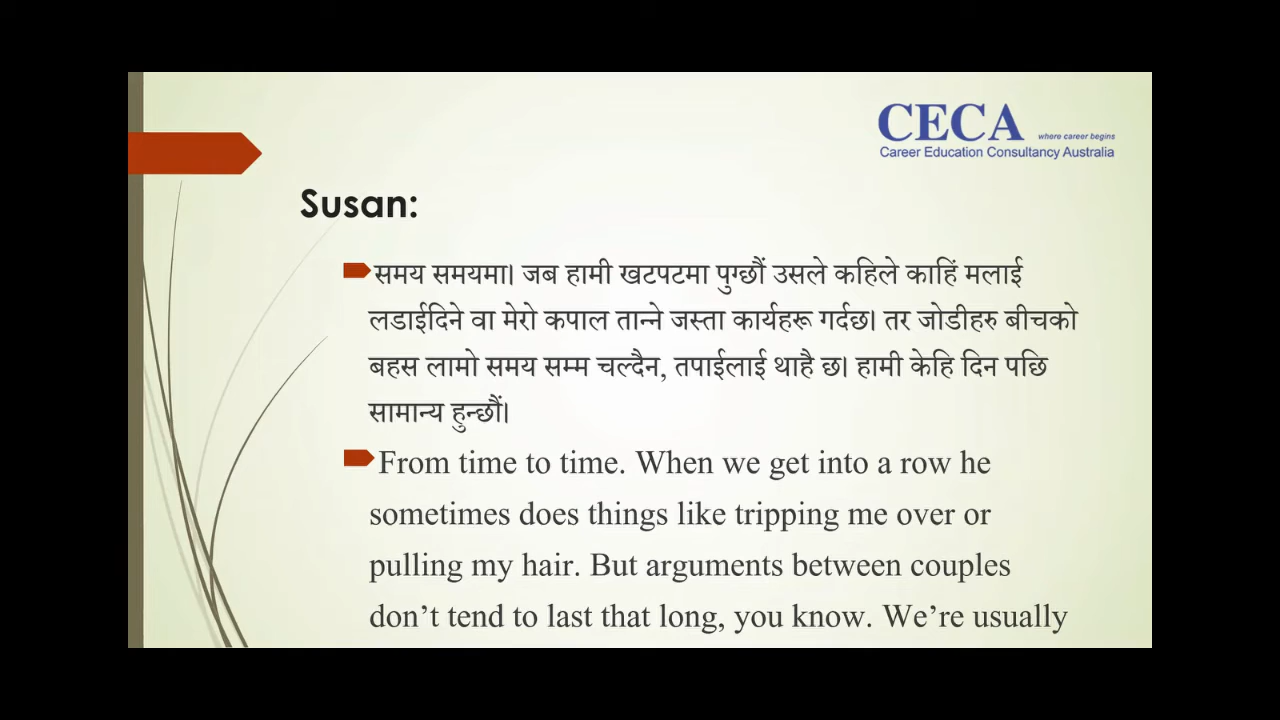 CECA where career begins
Career Education Consultancy Australia
Susan:
समय समयमा। जब हामी खटपटमा पुग्छौं उसले कहिले काहिं मलाई
लडाईदिने वा मेरो कपाल तान्ने जस्ता कार्यहरू गर्दछ। तर जोडीहरु बीचको
बहस लामो समय सम्म चल्दैन, तपाईलाई थाहै छ। हामी केहि दिन पछि
सामान्य हुन्छौं।
From time to time. When we get into a row he
sometimes does things like tripping me over or
pulling my hair. But arguments between couples
don’t tend to last that long, you know. We’re usually